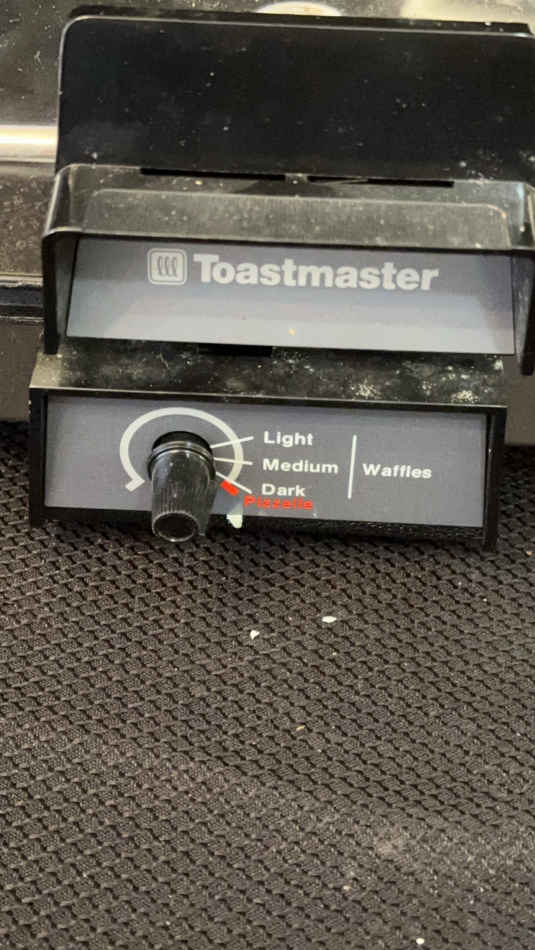 Toastmaster
Light
Medium
Dark
Waffles
Pizzelle